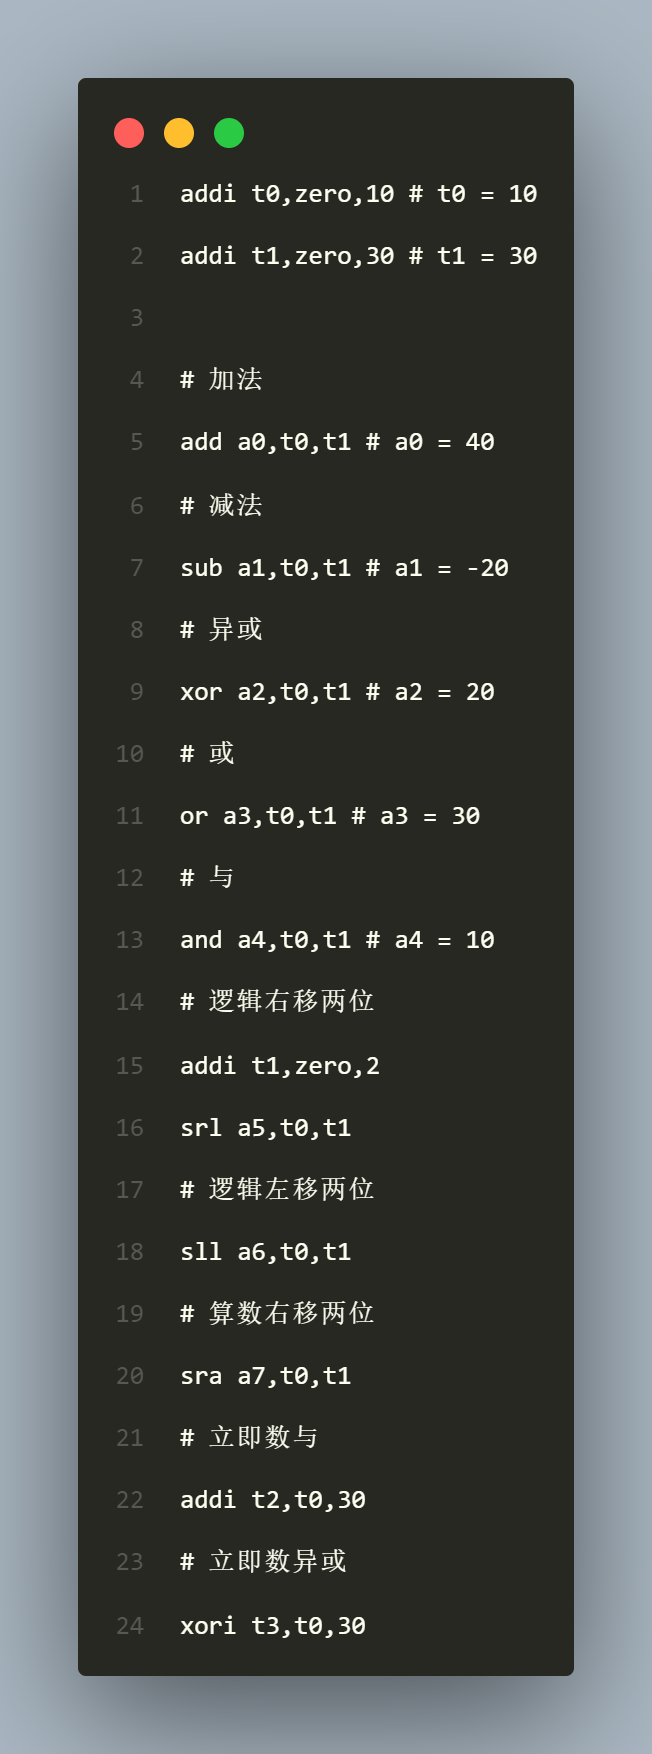 1 addi t0,zero,10 # t0 = 10
2 addi t1,zero,30 # t1 = 30
3
4 # 加法
5 add a0,t0,t1 # a0 = 40
6 # 减法
7 sub a1,t0,t1 # a1 = -20
8 # 异或
9 xor a2,t0,t1 # a2 = 20
10 # 或
11 or a3,t0,t1 # a3 = 30
12 # 与
13 and a4,t0,t1 # a4 = 10
14 # 逻辑右移两位
15 addi t1,zero,2
16 srl a5,t0,t1
17 # 逻辑左移两位
18 sll a6,t0,t1
19 # 算数右移两位
20 sra a7,t0,t1
21 # 立即数与
22 addi t2,t0,30
23 # 立即数异或
24 xori t3,t0,30